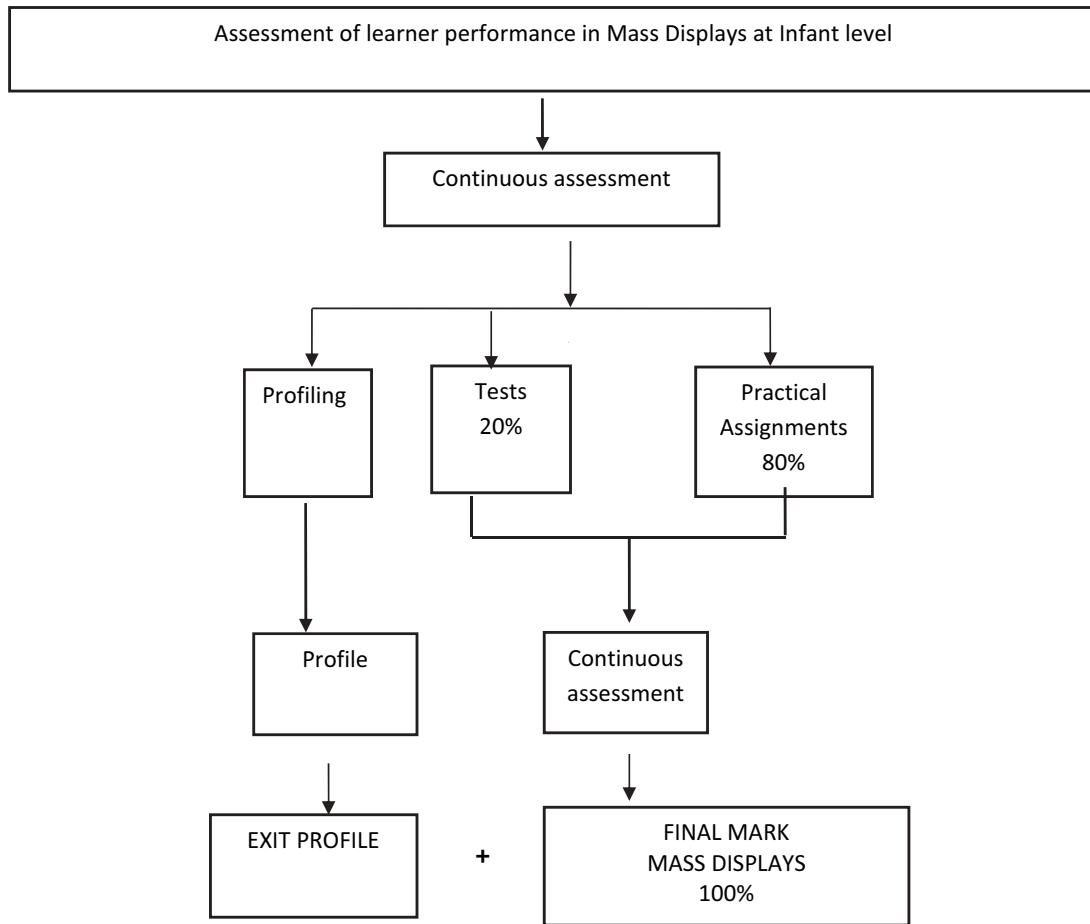 Assessment of learner performance in Mass Displays at Infant level
Continuous assessment
Profiling
Tests
20%
Practical
Assignments
80%
Profile
Continuous
assessment
EXIT PROFILE
+
FINAL MARK
MASS DISPLAYS
100%